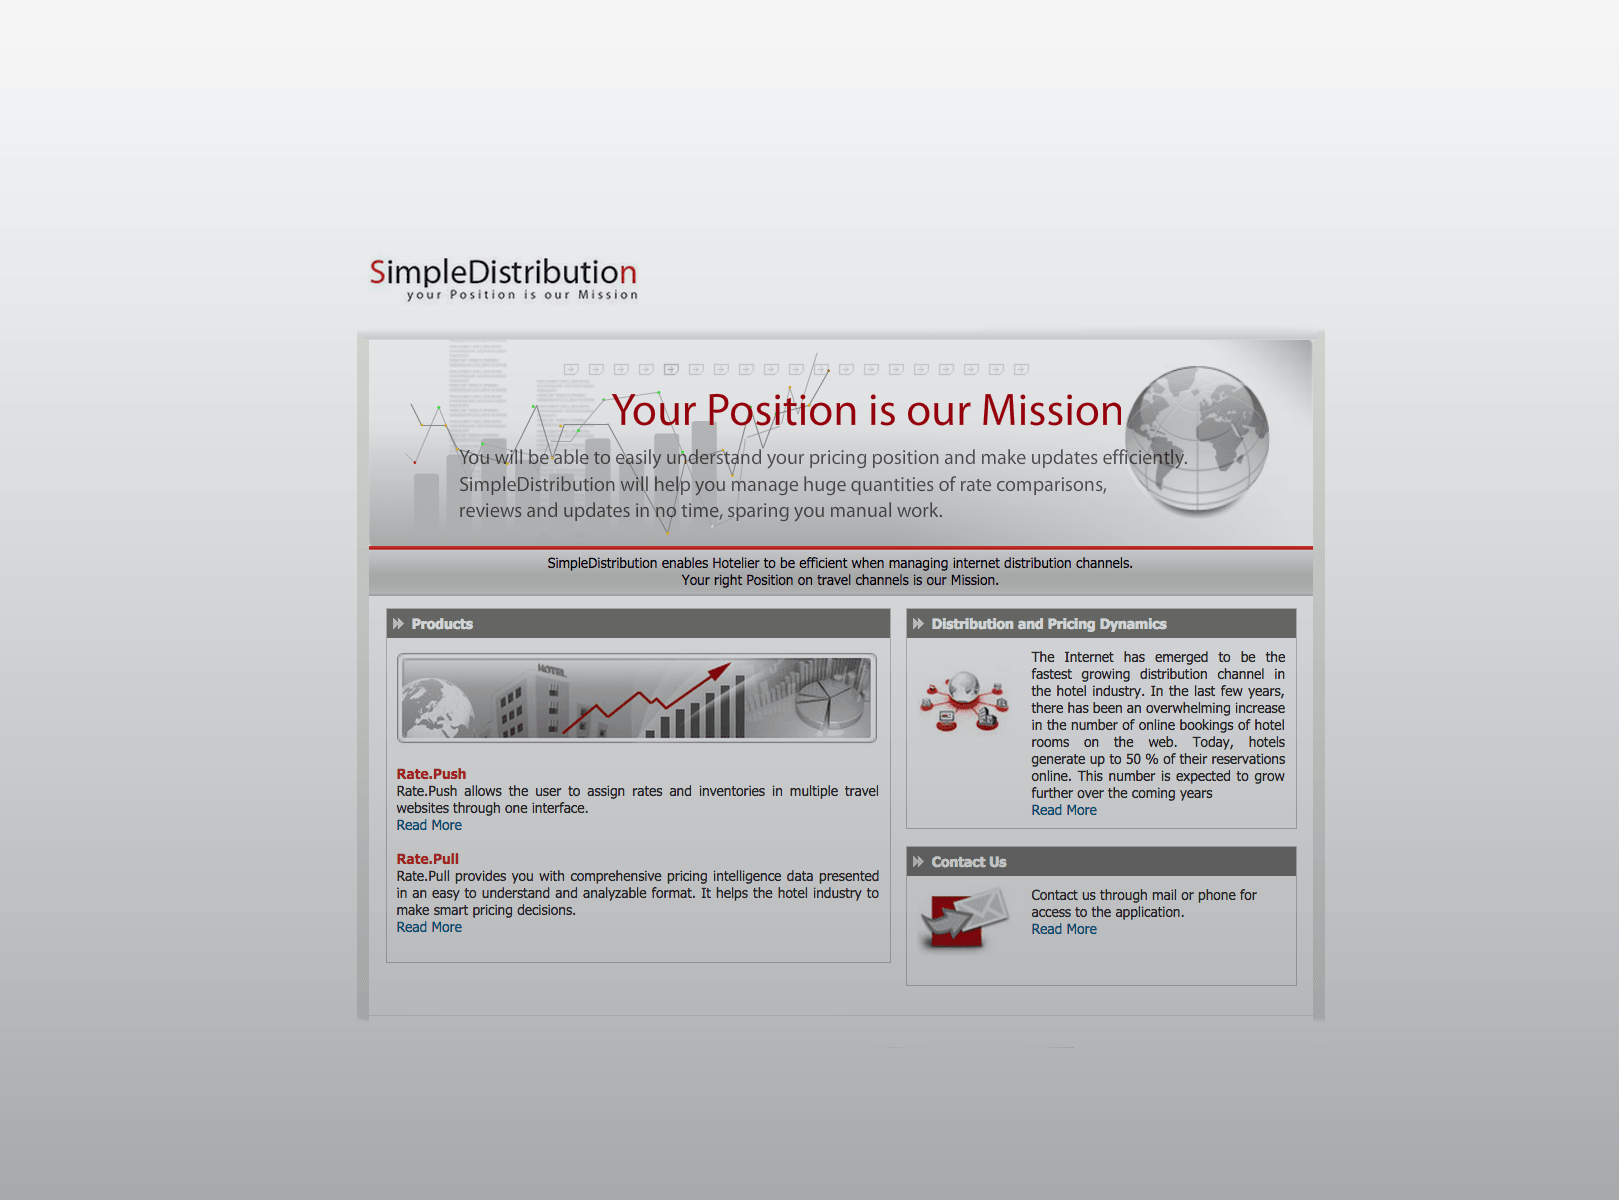 SimpleDistribution
your Position is our Mission
Your Position is our Mission
You will be able to easily understand your pricing position and make updates efficiently.
SimpleDistribution will help you manage huge quantities of rate comparisons,
reviews and updates in no time, sparing you manual work.
SimpleDistribution enables Hotelier to be efficient when managing internet distribution channels.
Your right Position on travel channels is our Mission.
Products
HOTEL
Rate.Push
Rate.Push allows the user to assign rates and inventories in multiple travel
websites through one interface.
Read More
Rate.Pull
Rate.Pull provides you with comprehensive pricing intelligence data presented
in an easy to understand and analyzable format. It helps the hotel industry to
make smart pricing decisions.
Read More
Distribution and Pricing Dynamics
The Internet has emerged to be the
fastest growing distribution channel in
the hotel industry. In the last few years,
there has been an overwhelming increase
in the number of online bookings of hotel
rooms on the web. Today, hotels
generate up to 50 % of their reservations
online. This number is expected to grow
further over the coming years
Read More
Contact Us
Contact us through mail or phone for
access to the application.
Read More